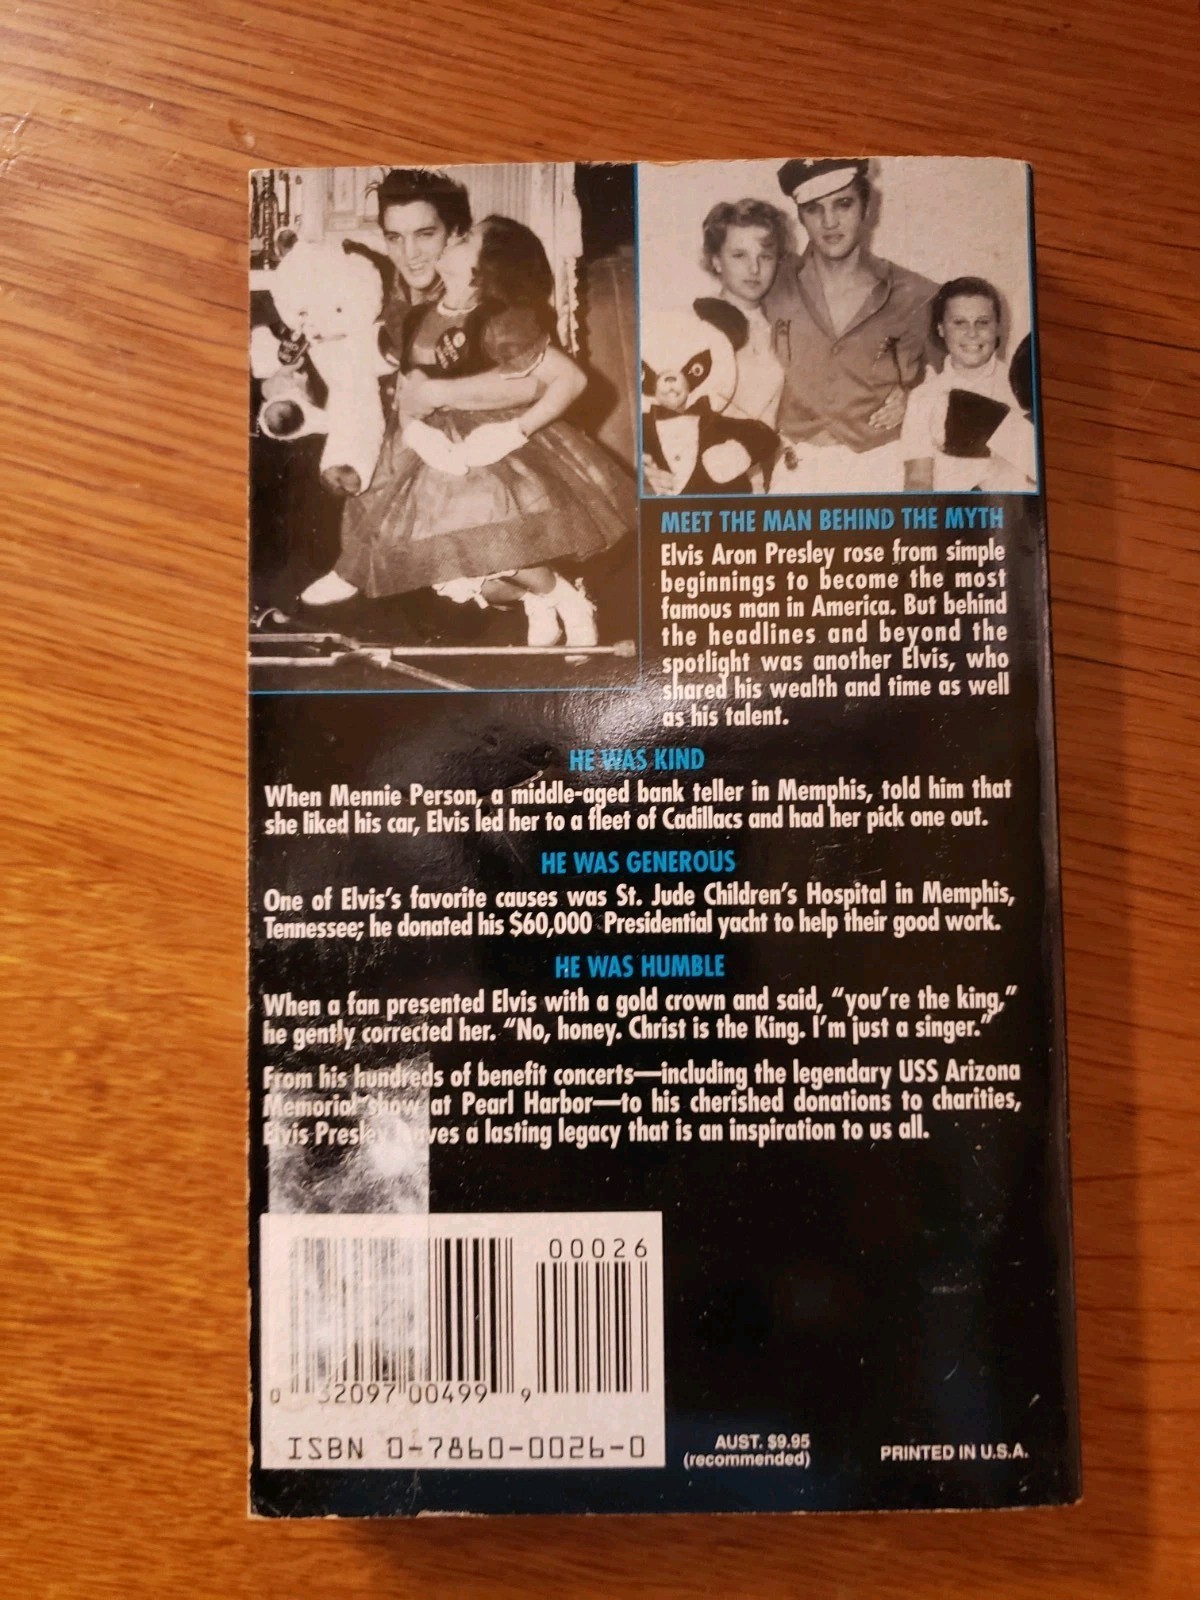 MEET THE MAN BEHIND THE MYTH
Elvis Aron Presley rose from simple
beginnings to become the most
famous man in America. But behind
the headlines and beyond the
spotlight was another Elvis, who
shared his wealth and time as well
as his talent.
HE WAS KIND
When Mennie Person, a middle-aged bank teller in Memphis, told him that
she liked his car, Elvis led her to a fleet of Cadillacs and had her pick one out.
HE WAS GENEROUS
One of Elvis's favorite causes was St. Jude Children's Hospital in Memphis,
Tennessee; he donated his $60,000 Presidential yacht to help their good work.
HE WAS HUMBLE
When a fan presented Elvis with a gold crown and said, "you're the king,"
he gently corrected her. "No, honey. Christ is the King. I'm just a singer."
From his hundreds of benefit concerts—including the legendary USS Arizona
Memorial show at Pearl Harbor—to his cherished donations to charities,
Elvis Presley leaves a lasting legacy that is an inspiration to us all.
00026
0 32097 00499 9
ISBN 0-7860-0026-0
AUST. $9.95
(recommended)
PRINTED IN U.S.A.